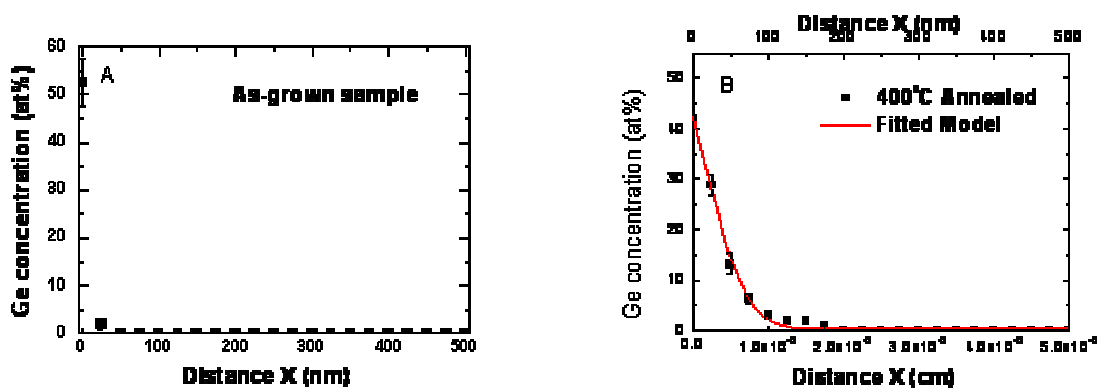 60
50
40
30
20
10
0
Ge concentration (at%)
A
As-grown sample
0 100 200 300 400 500
Distance X (nm)
Distance X (nm)
0 100 200 300 400 500
50
40
30
20
10
0
Ge concentration (at%)
B
400°C Annealed
Fitted Model
0.0
Distance X (cm)